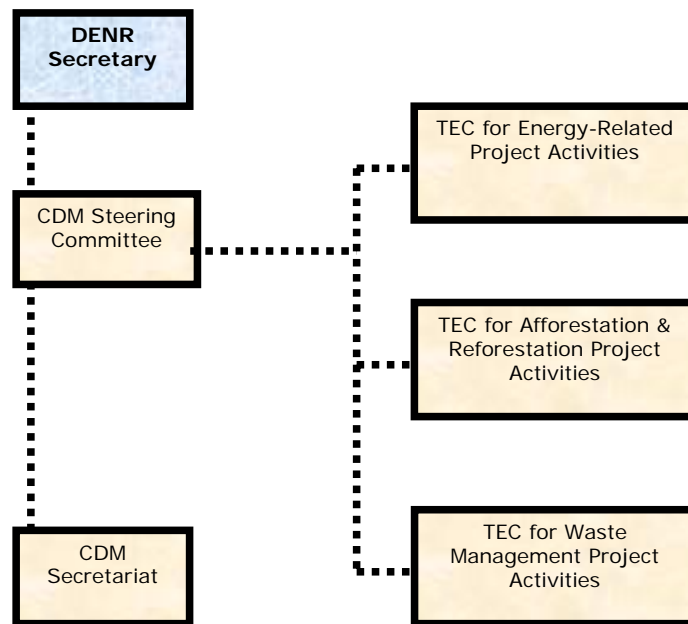 DENR
Secretary
CDM Steering
Committee
CDM
Secretariat
TEC for Energy-Related
Project Activities
TEC for Afforestation &
Reforestation Project
Activities
TEC for Waste
Management Project
Activities